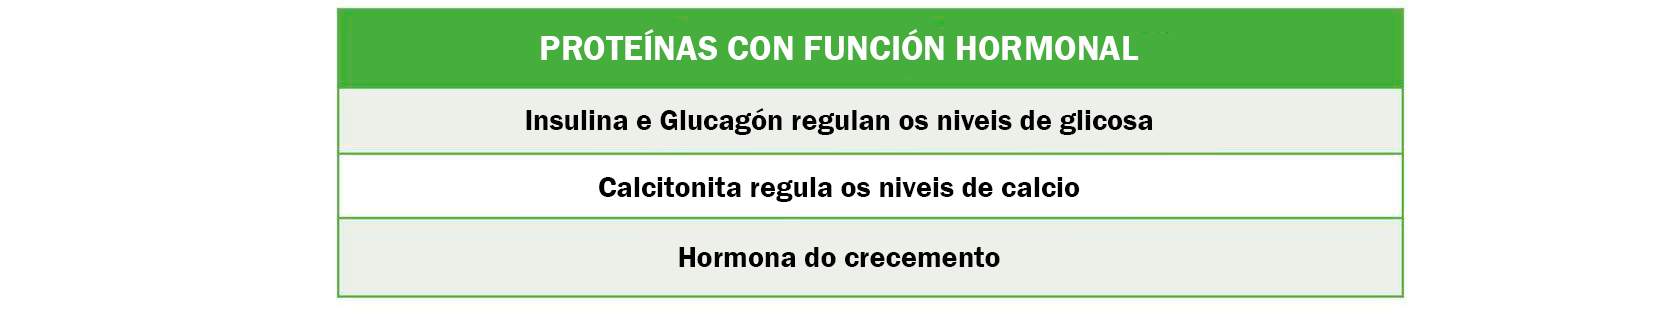 PROTEÍNAS CON FUNCIÓN HORMONAL
Insulina e Glucagón regulan os niveis de glicosa
Calcitonita regula os niveis de calcio
Hormona do crecemento